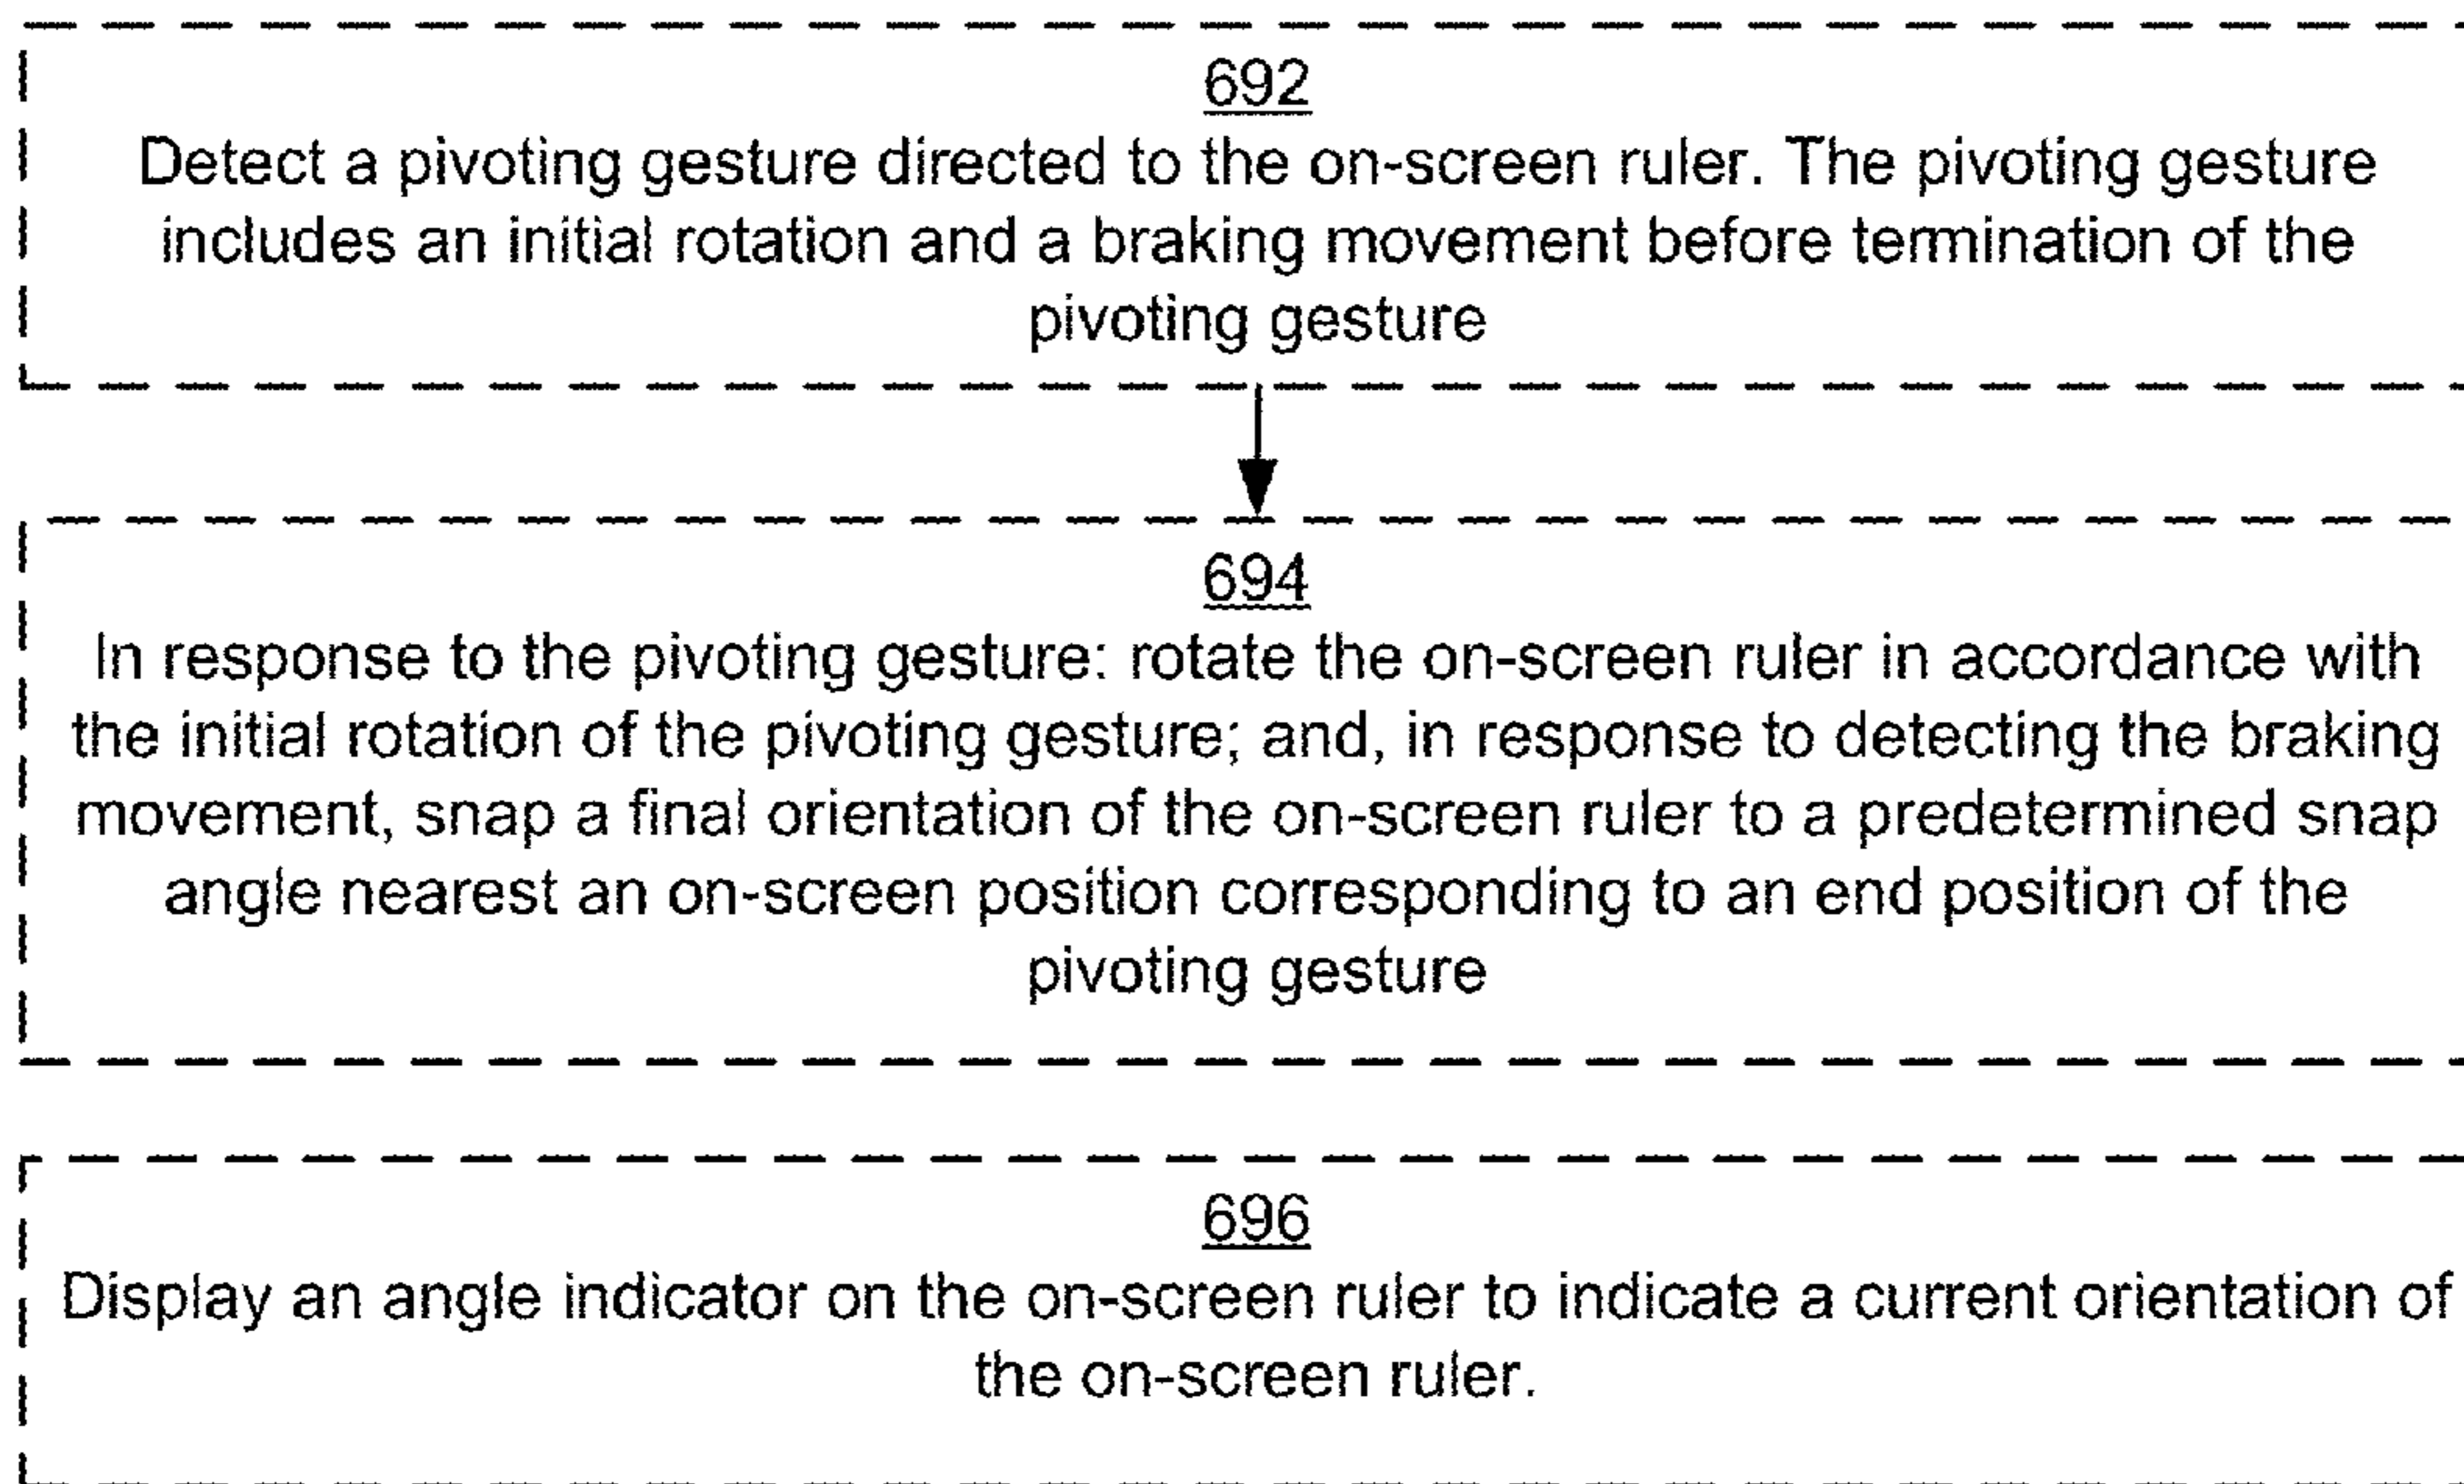 692
Detect a pivoting gesture directed to the on-screen ruler. The pivoting gesture
includes an initial rotation and a braking movement before termination of the
pivoting gesture
694
In response to the pivoting gesture: rotate the on-screen ruler in accordance with
the initial rotation of the pivoting gesture; and, in response to detecting the braking
movement, snap a final orientation of the on-screen ruler to a predetermined snap
angle nearest an on-screen position corresponding to an end position of the
pivoting gesture
696
Display an angle indicator on the on-screen ruler to indicate a current orientation of
the on-screen ruler.